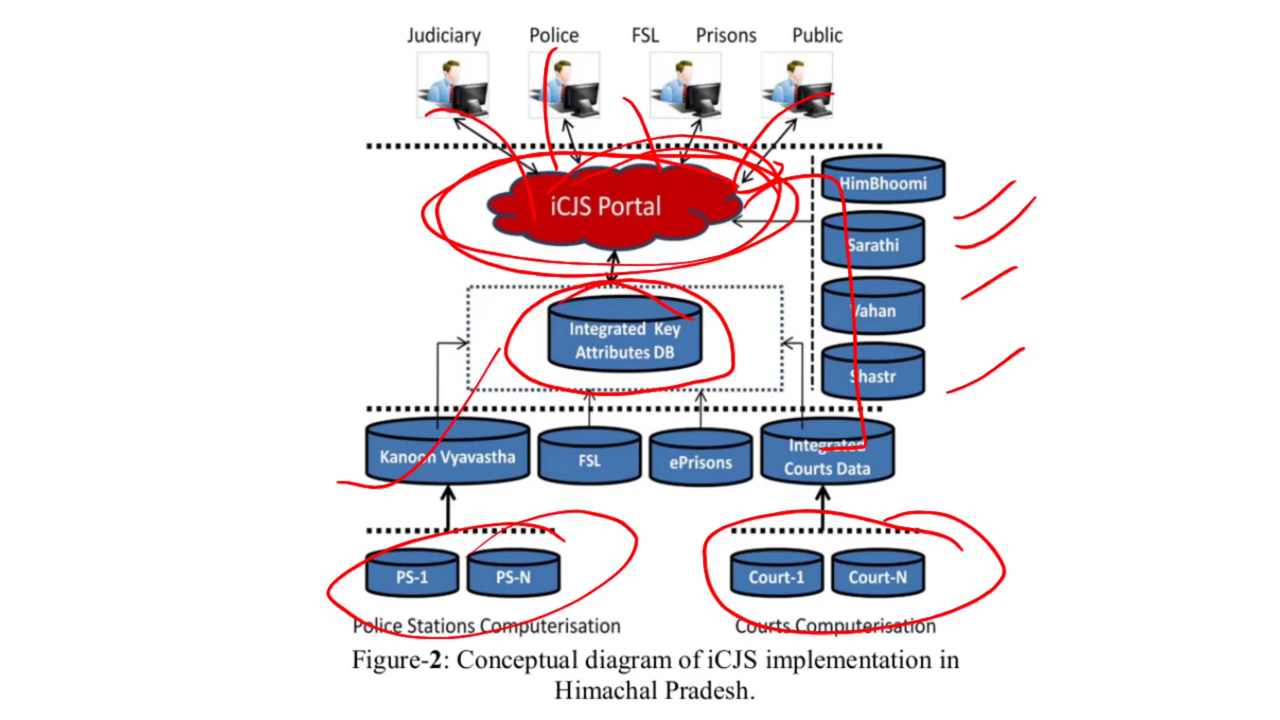 Judiciary Police FSL Prisons Public
HimBhoomi
iCJS Portal
Sarathi
Vahan
Integrated Key
Attributes DB
Shastr
Kanoon Vyavastha
FSL
ePrisons
Integrated
Courts Data
PS-1
PS-N
Court-1
Court-N
Police Stations Computerisation
Courts Computerisation
Figure-2: Conceptual diagram of iCJS implementation in
Himachal Pradesh.